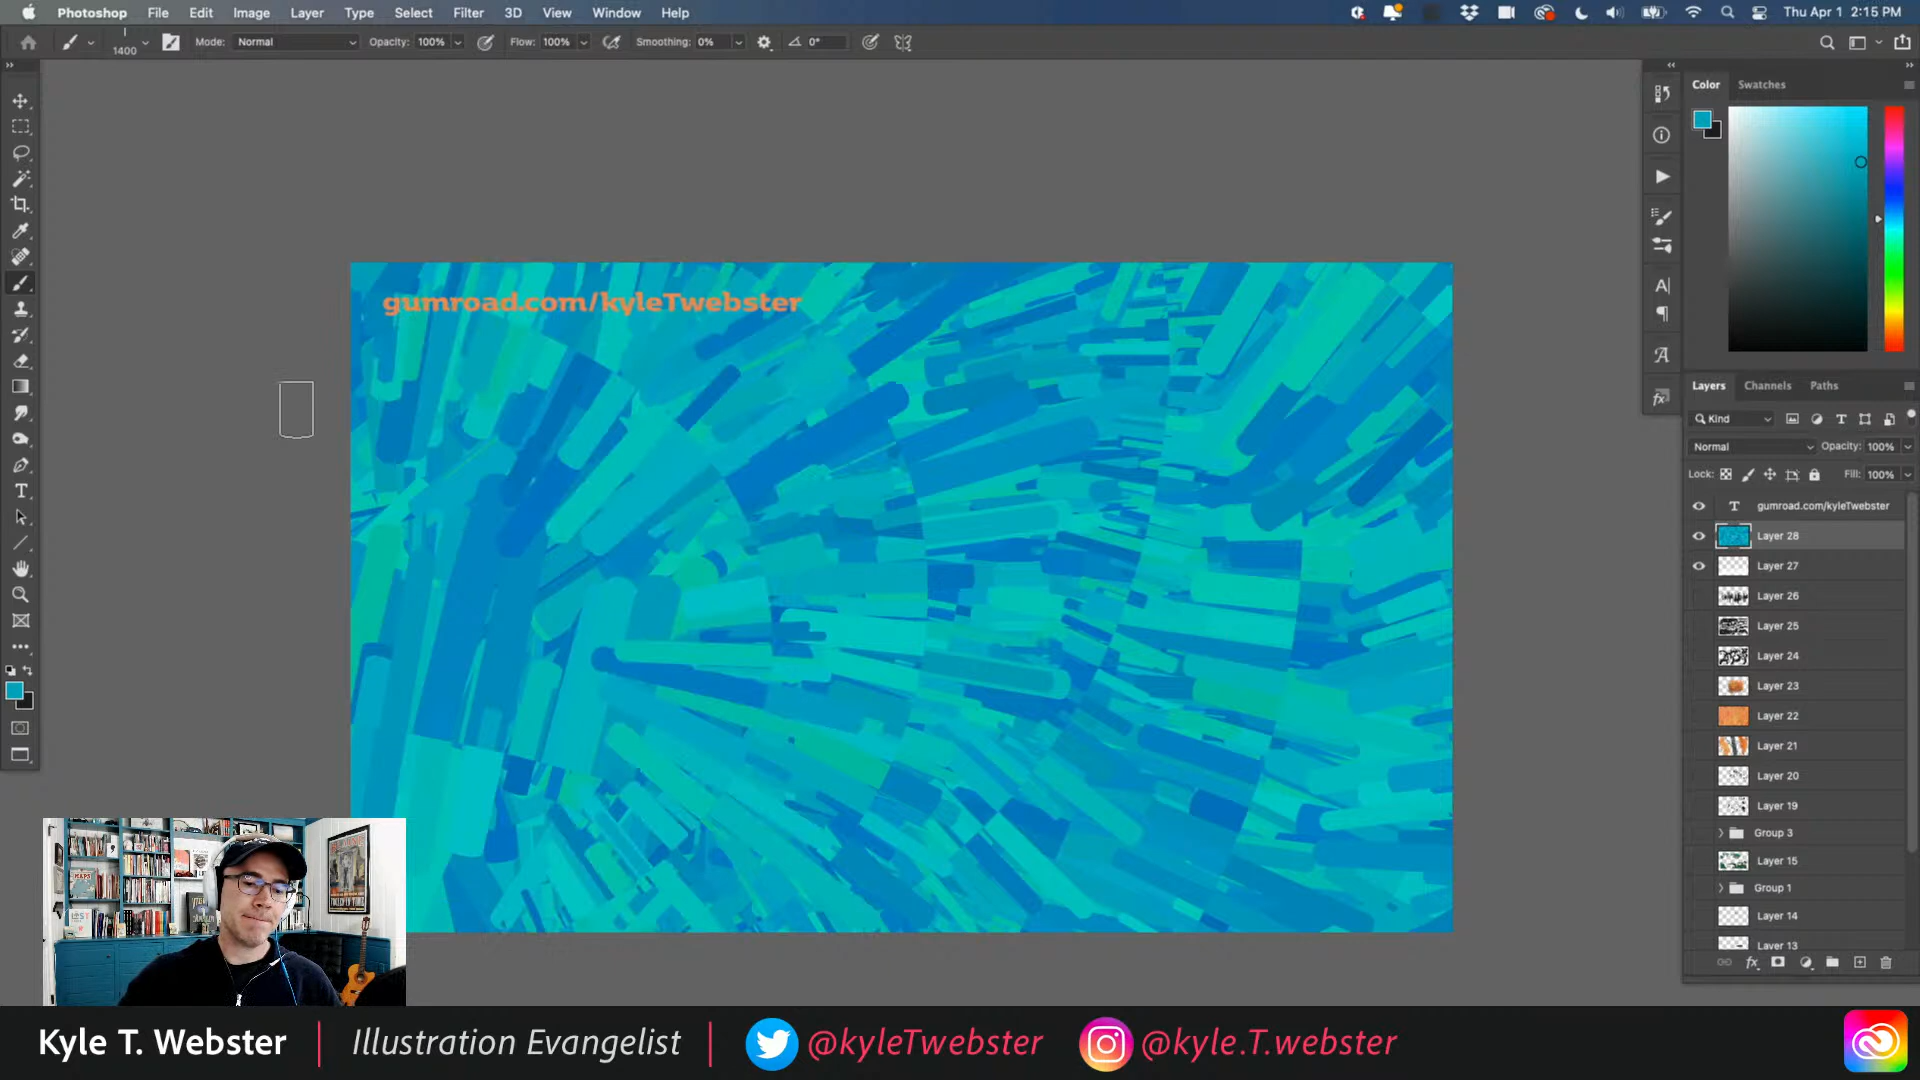 Photoshop File Edit Image Layer Type Select Filter 3D View Window Help
Thu Apr 1 2:15 PM
1400 Mode: Normal Opacity: 100% Flow: 100% Smoothing: 0% 0°
Color Swatches
gumroad.com/kyleTwebster
Layers Channels Paths
Kind
Normal Opacity: 100%
Lock: Fill: 100%
gumroad.com/kyleTwebster
Layer 28
Layer 27
Layer 26
Layer 25
Layer 24
Layer 23
Layer 22
Layer 21
Layer 20
Layer 19
Group 3
Layer 15
Group 1
Layer 14
Layer 13
Kyle T. Webster | Illustration Evangelist | @kyleTwebster @kyle.T.webster